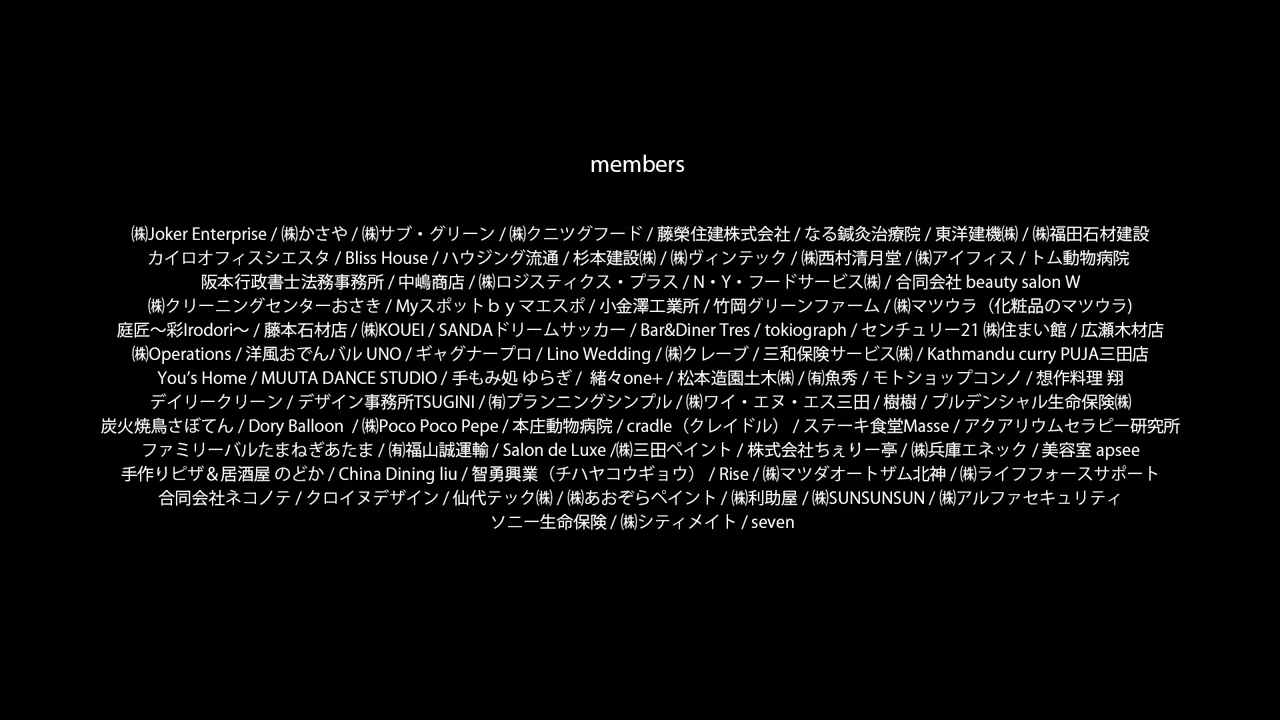 members
㈱Joker Enterprise / ㈱かさや / ㈱サブ・グリーン / ㈱クニツグフード / 藤榮住建株式会社 / なる鍼灸治療院 / 東洋建機㈱ / ㈱福田石材建設
カイロオフィスシエスタ / Bliss House / ハウジング流通 / 杉本建設㈱ / ㈱ヴィンテック / ㈱西村清月堂 / ㈱アイフィス / トム動物病院
阪本行政書士法務事務所 / 中嶋商店 / ㈱ロジスティクス・プラス / N・Y・フードサービス㈱ / 合同会社 beauty salon W
㈱クリーニングセンターおさき / Myスポットｂｙマエスポ / 小金澤工業所 / 竹岡グリーンファーム / ㈱マツウラ（化粧品のマツウラ)
庭匠〜彩Irodori〜 / 藤本石材店 / ㈱KOUEI / SANDAドリームサッカー / Bar&Diner Tres / tokiograph / センチュリー21 ㈱住まい館 / 広瀬木材店
㈱Operations / 洋風おでんバル UNO / ギャグナープロ / Lino Wedding / ㈱クレーブ / 三和保険サービス㈱ / Kathmandu curry PUJA三田店
You’s Home / MUUTA DANCE STUDIO / 手もみ処 ゆらぎ / 緒々one+ / 松本造園土木㈱ / ㈲魚秀 / モトショップコンノ / 想作料理 翔
デイリークリーン / デザイン事務所TSUGINI / ㈲プランニングシンプル / ㈱ワイ・エヌ・エス三田 / 樹樹 / プルデンシャル生命保険㈱
炭火焼鳥さぼてん / Dory Balloon / ㈱Poco Poco Pepe / 本庄動物病院 / cradle（クレイドル） / ステーキ食堂Masse / アクアリウムセラピー研究所
ファミリーバルたまねぎあたま / ㈲福山誠運輸 / Salon de Luxe /㈱三田ペイント / 株式会社ちぇりー亭 / ㈱兵庫エネック / 美容室 apsee
手作りピザ＆居酒屋 のどか / China Dining liu / 智勇興業（チハヤコウギョウ） / Rise / ㈱マツダオートザム北神 / ㈱ライフフォースサポート
合同会社ネコノテ / クロイヌデザイン / 仙代テック㈱ / ㈱あおぞらペイント / ㈱利助屋 / ㈱SUNSUNSUN / ㈱アルファセキュリティ
ソニー生命保険 / ㈱シティメイト / seven